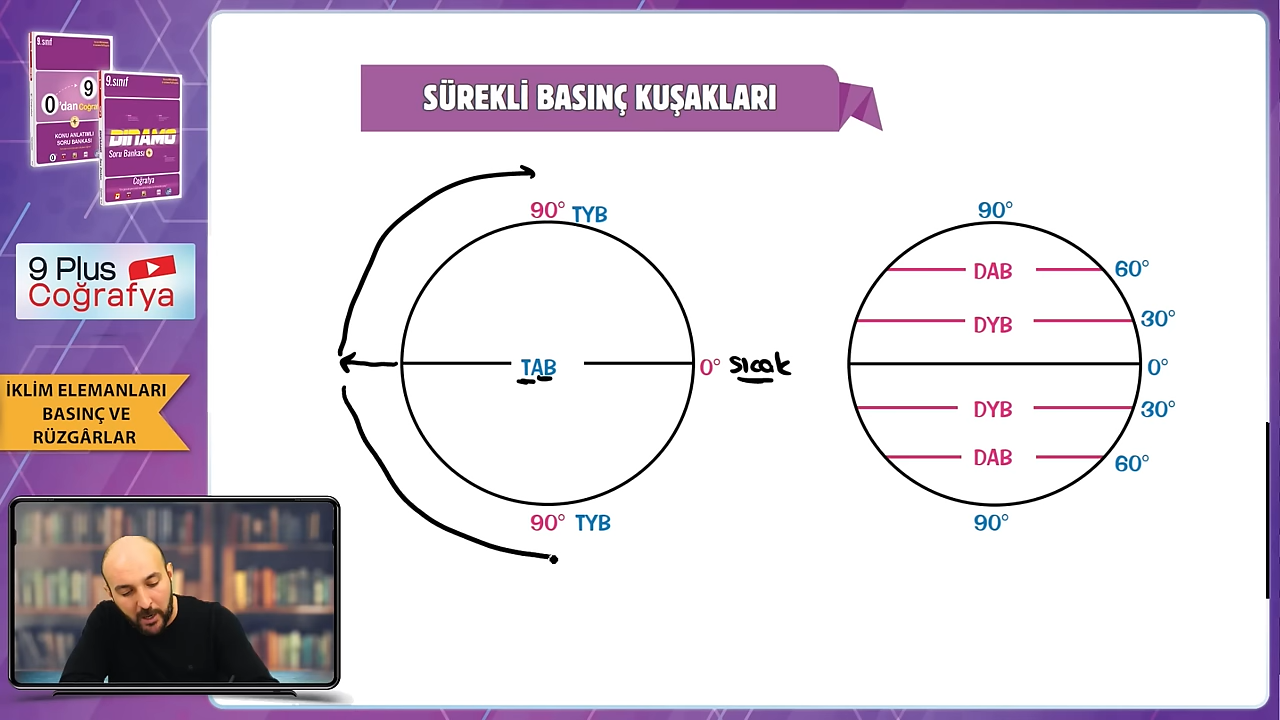 9.sınıf
0'dan 9
Coğrafya
KONU ANLATIMLI
SORU BANKASI
9.sınıf
DİNAMO
Soru Bankası
Coğrafya
9 Plus
Coğrafya
İKLİM ELEMANLARI
BASINÇ VE
RÜZGÂRLAR
SÜREKLİ BASINÇ KUŞAKLARI
90° TYB
TAB
0° sıcak
90° TYB
90°
DAB
60°
DYB
30°
0°
DYB
30°
DAB
60°
90°